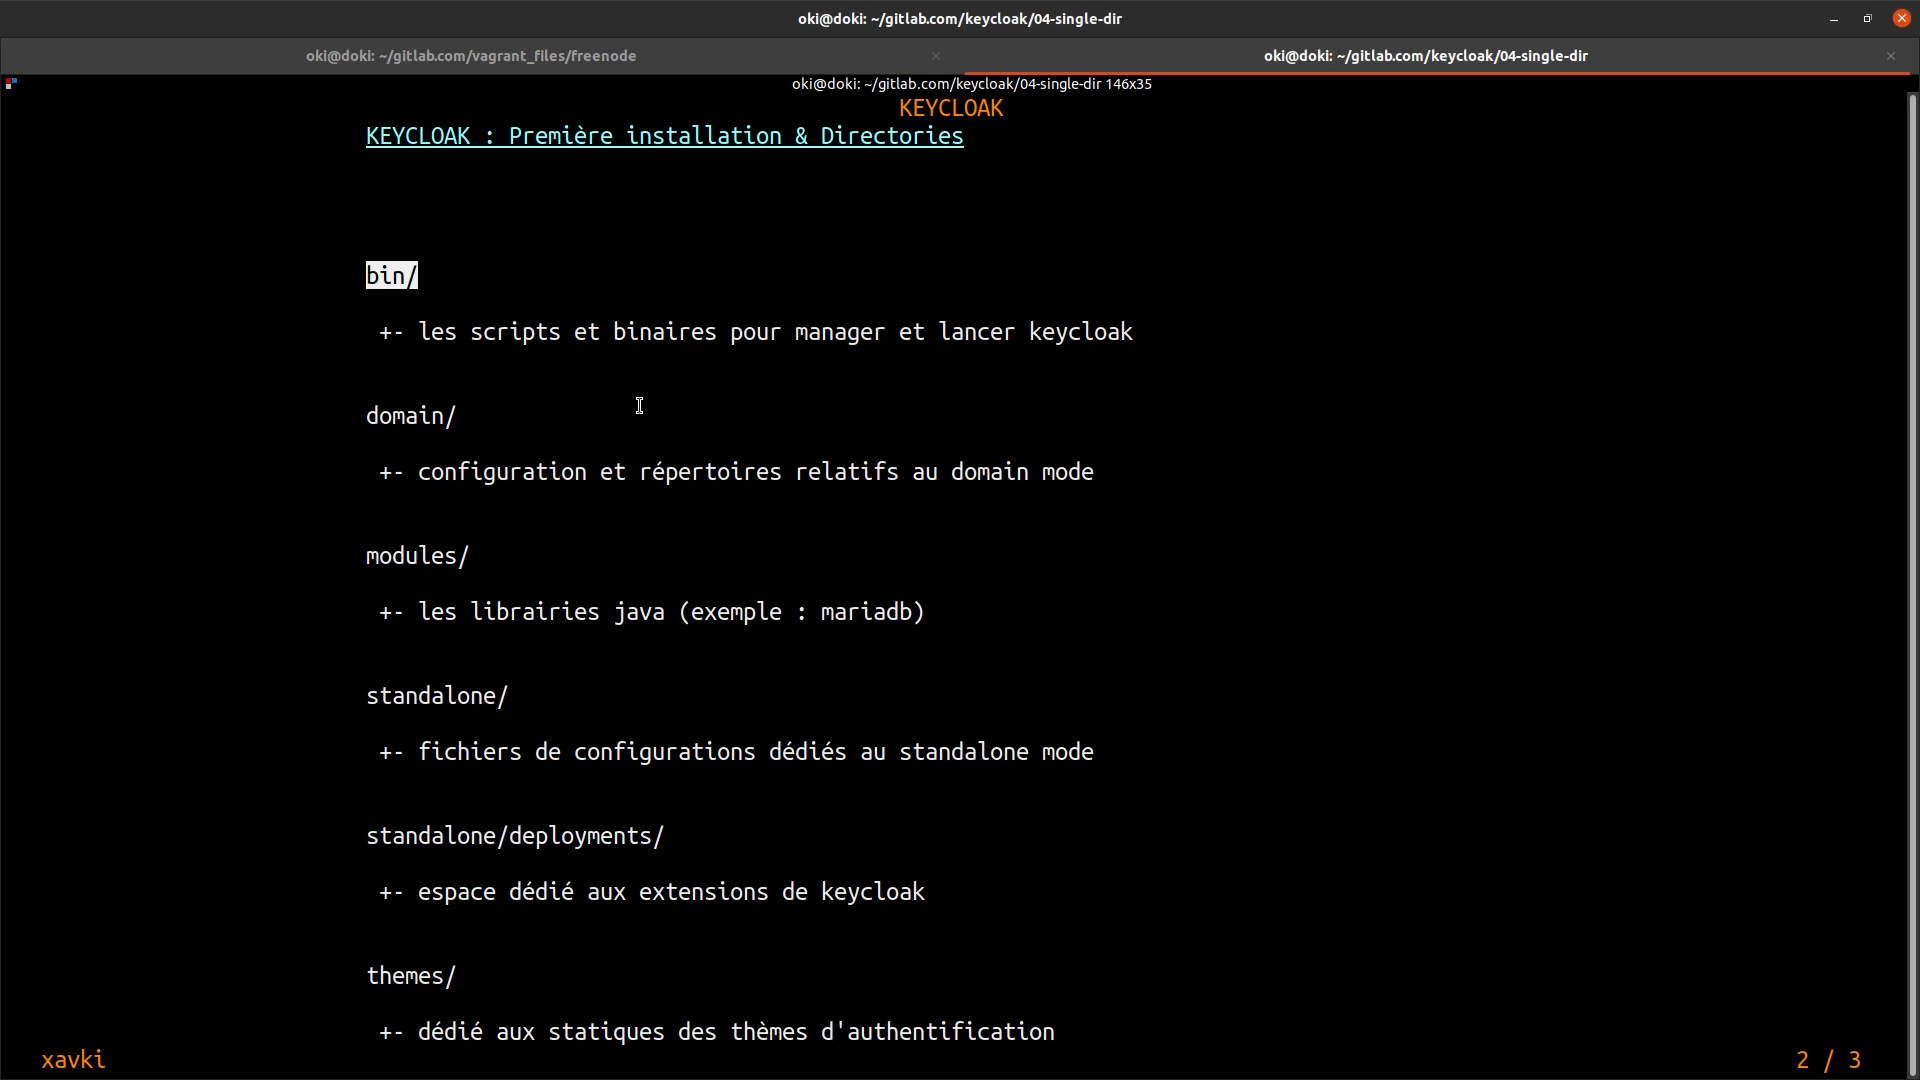 oki@doki: ~/gitlab.com/keycloak/04-single-dir
oki@doki: ~/gitlab.com/vagrant_files/freenode
oki@doki: ~/gitlab.com/keycloak/04-single-dir
oki@doki: ~/gitlab.com/keycloak/04-single-dir 146x35
KEYCLOAK
KEYCLOAK : Première installation & Directories
bin/
+- les scripts et binaires pour manager et lancer keycloak
domain/
+- configuration et répertoires relatifs au domain mode
modules/
+- les librairies java (exemple : mariadb)
standalone/
+- fichiers de configurations dédiés au standalone mode
standalone/deployments/
+- espace dédié aux extensions de keycloak
themes/
+- dédié aux statiques des thèmes d'authentification
xavki
2 / 3